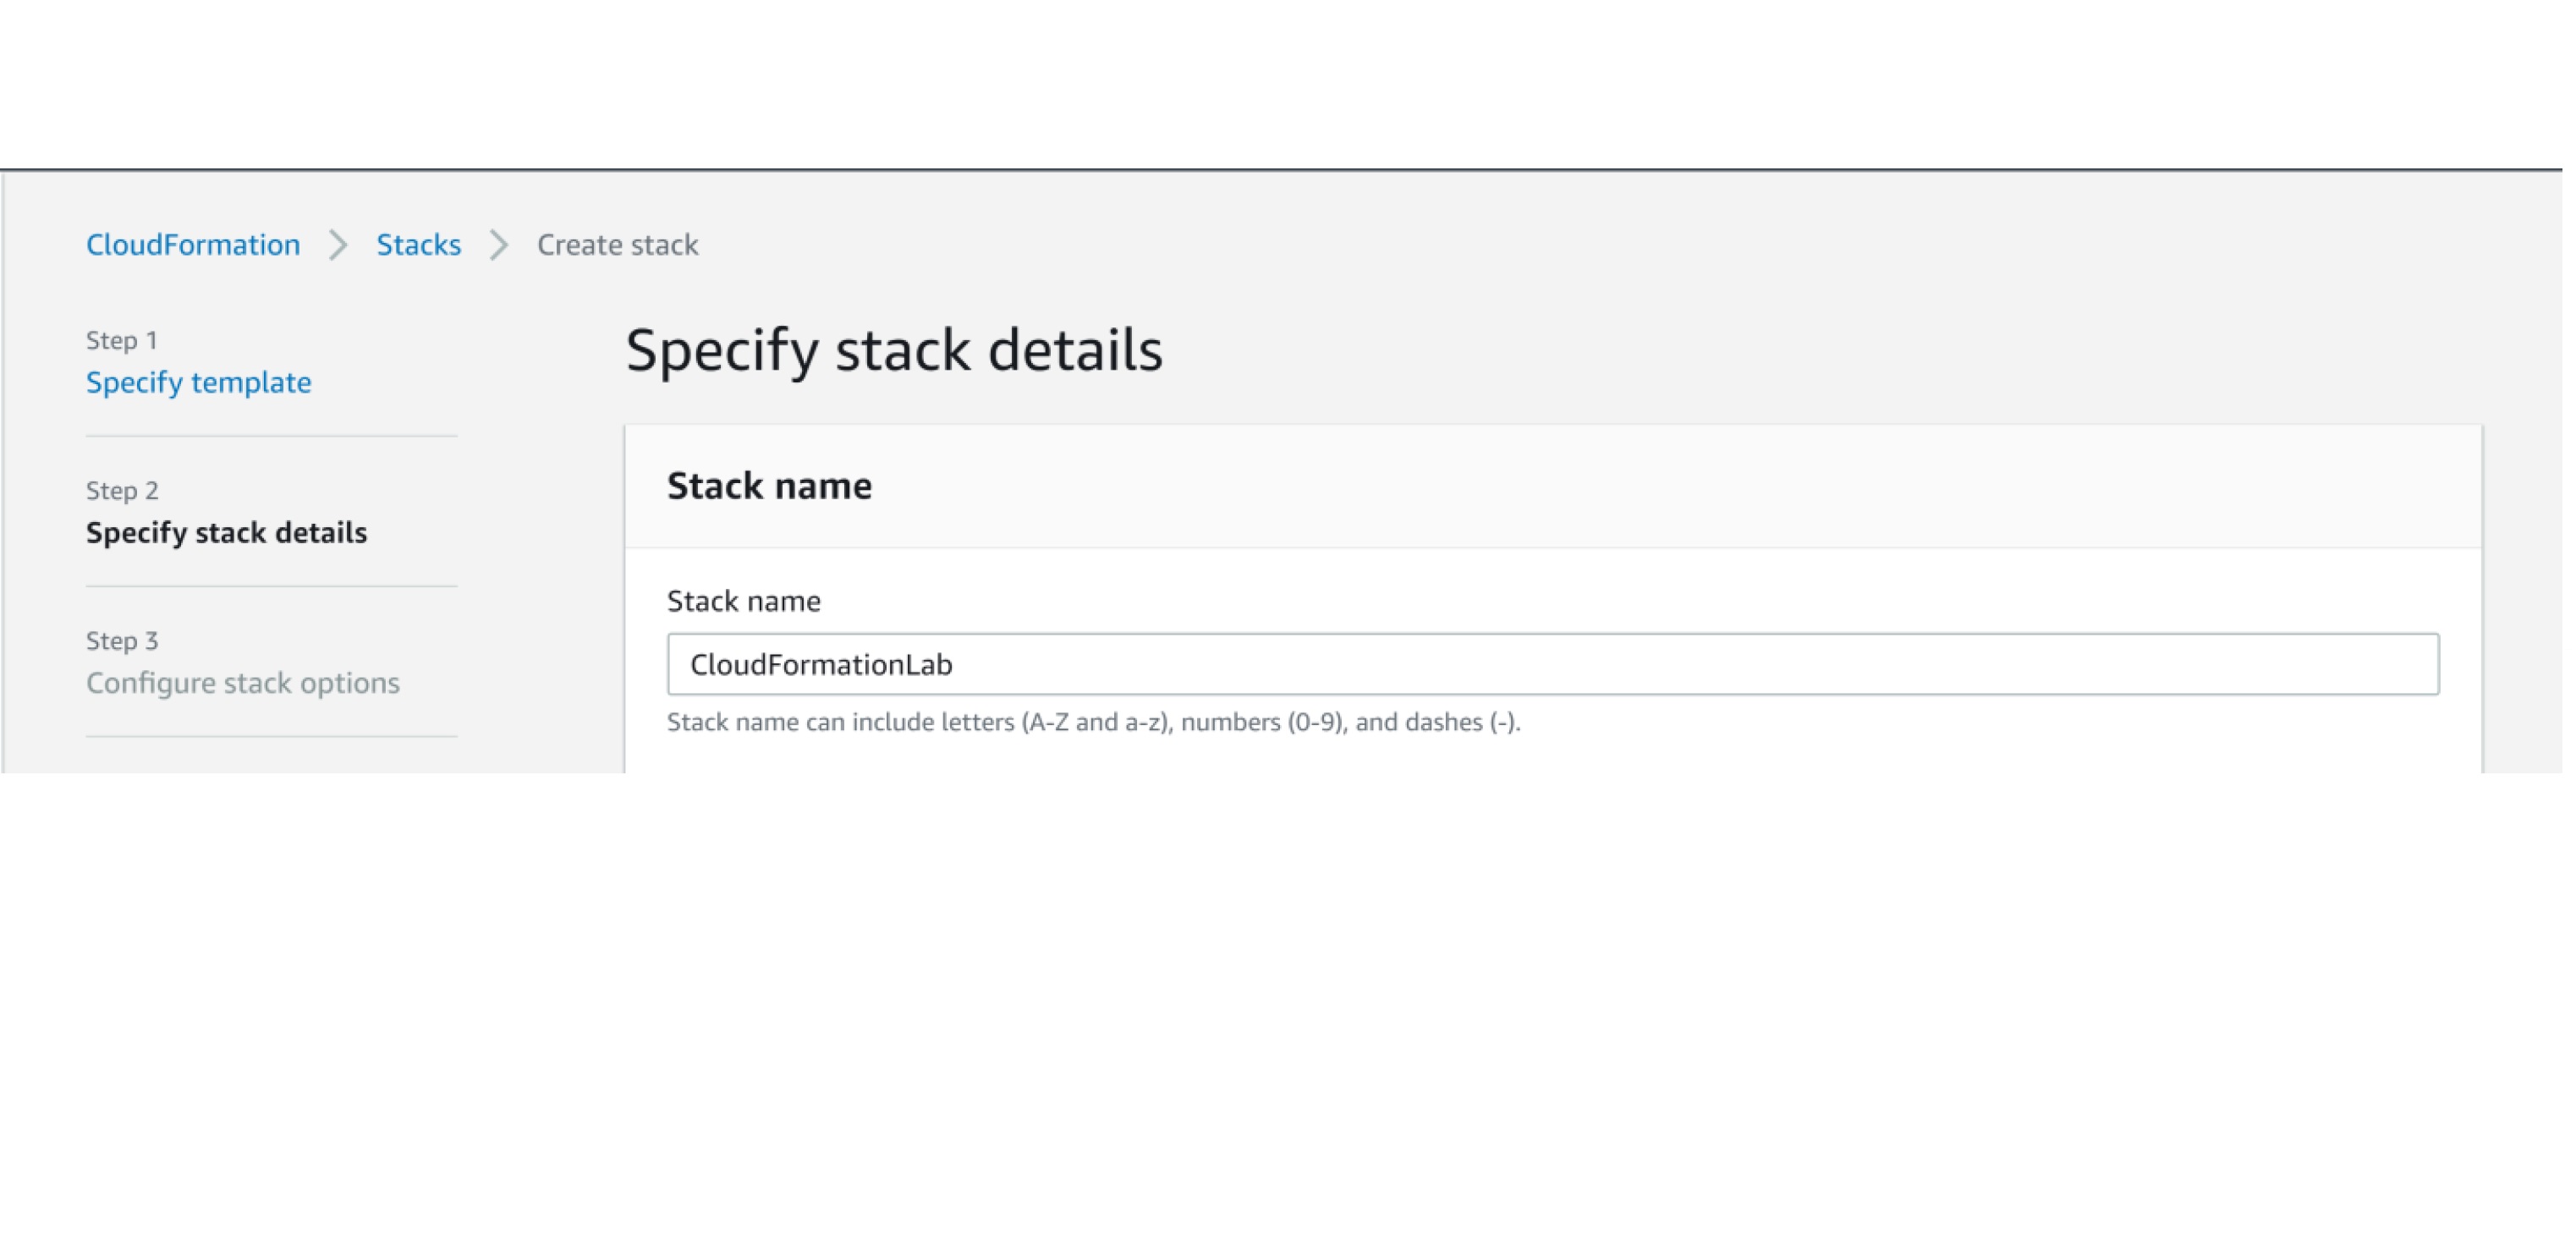 CloudFormation > Stacks > Create stack
Step 1
Specify template
Step 2
Specify stack details
Step 3
Configure stack options
Specify stack details
Stack name
Stack name
CloudFormationLab
Stack name can include letters (A-Z and a-z), numbers (0-9), and dashes (-).